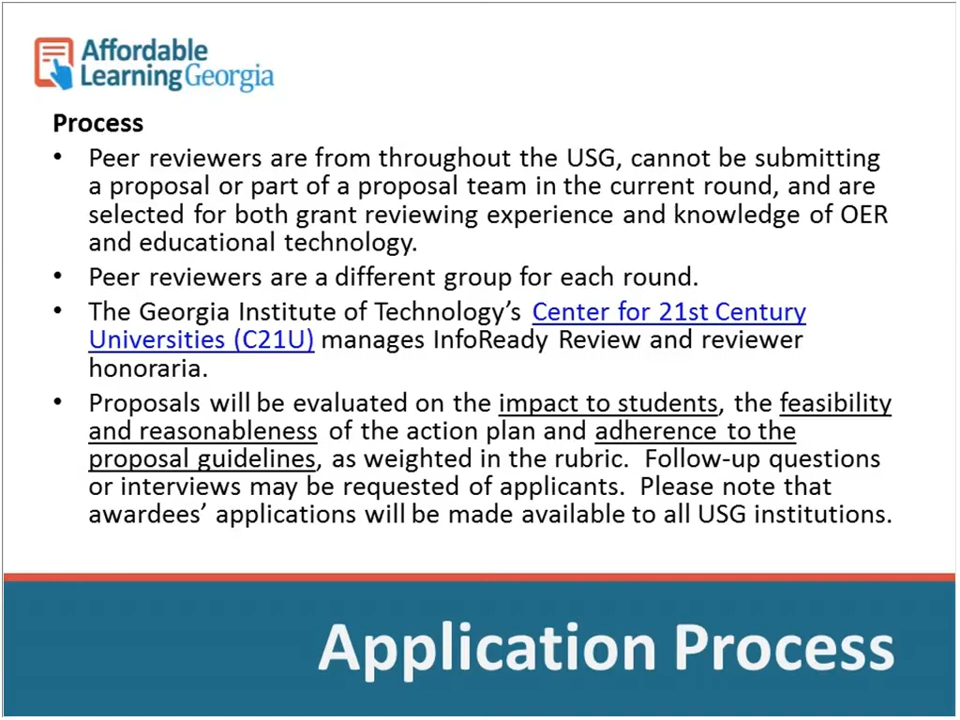 Affordable
LearningGeorgia
Process
• Peer reviewers are from throughout the USG, cannot be submitting
a proposal or part of a proposal team in the current round, and are
selected for both grant reviewing experience and knowledge of OER
and educational technology.
• Peer reviewers are a different group for each round.
• The Georgia Institute of Technology’s Center for 21st Century
Universities (C21U) manages InfoReady Review and reviewer
honoraria.
• Proposals will be evaluated on the impact to students, the feasibility
and reasonableness of the action plan and adherence to the
proposal guidelines, as weighted in the rubric.  Follow-up questions
or interviews may be requested of applicants.  Please note that
awardees’ applications will be made available to all USG institutions.
Application Process